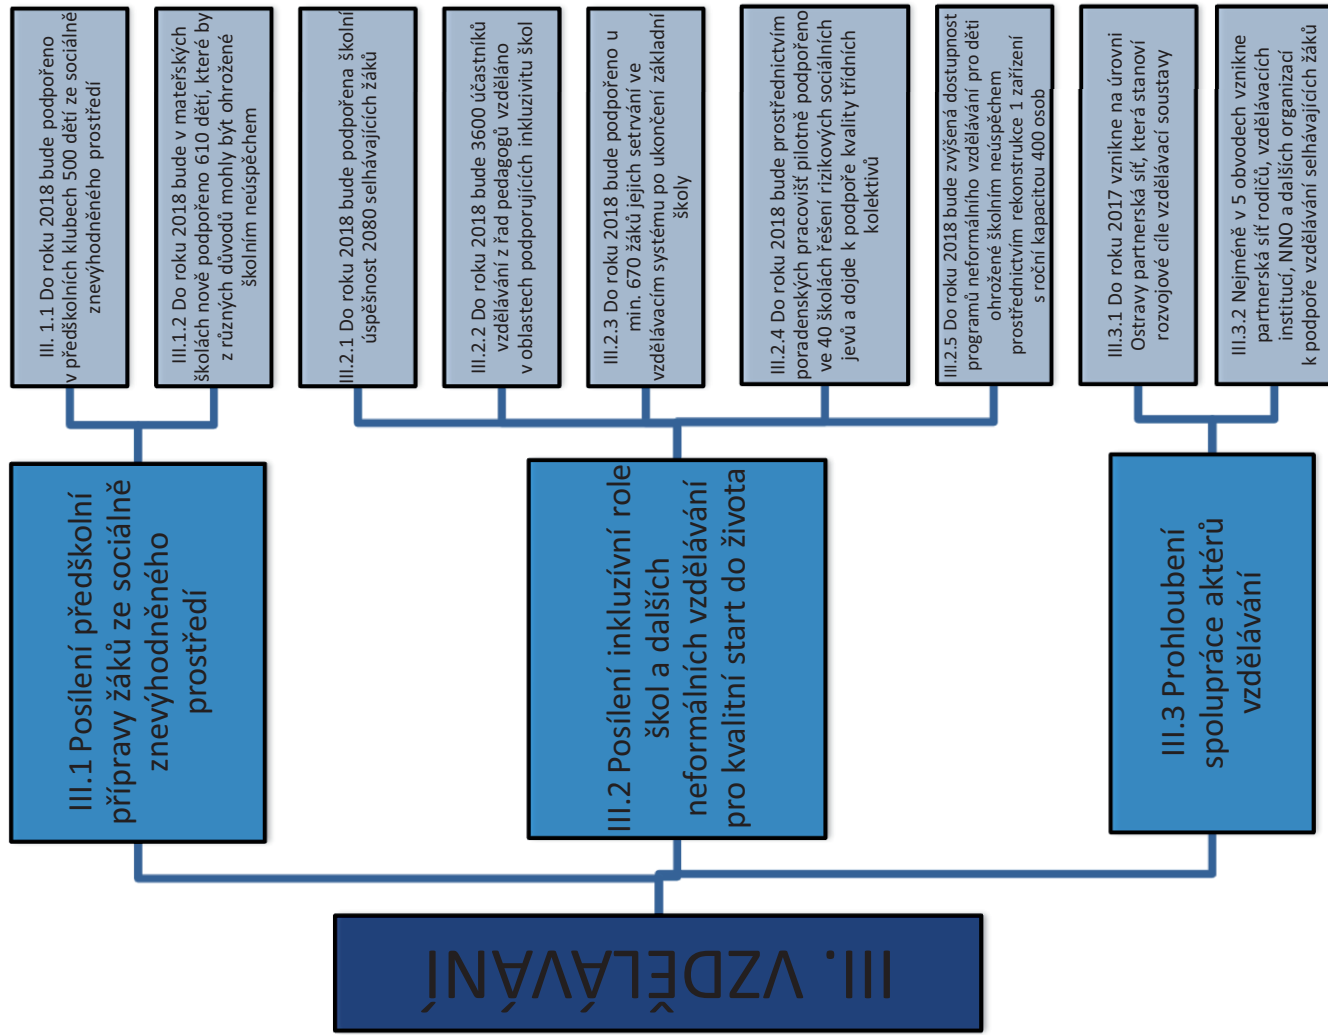 III. VZDĚLÁVÁNÍ
III.1 Posílení předškolní
přípravy žáků ze sociálně
znevýhodněného
prostředí
III. 1.1 Do roku 2018 bude podpořeno
v předškolních klubech 500 dětí ze sociálně
znevýhodněného prostředí
III.1.2 Do roku 2018 bude v mateřských
školách nově podpořeno 610 dětí, které by
z různých důvodů mohly být ohrožené
školním neúspěchem
III.2 Posílení inkluzívní role
škol a dalších
neformálních vzdělávání
pro kvalitní start do života
III.2.1 Do roku 2018 bude podpořena školní
úspěšnost 2080 selhávajících žáků
III.2.2 Do roku 2018 bude 3600 účastníků
vzdělávání z řad pedagogů vzděláno
v oblastech podporujících inkluzivitu škol
III.2.3 Do roku 2018 bude podpořeno u
min. 670 žáků jejich setrvání ve
vzdělávacím systému po ukončení základní
školy
III.2.4 Do roku 2018 bude prostřednictvím
poradenských pracovišť pilotně podpořeno
ve 40 školách řešení rizikových sociálních
jevů a dojde k podpoře kvality třídních
kolektivů
III.2.5 Do roku 2018 bude zvýšená dostupnost
programů neformálního vzdělávání pro děti
ohrožené školním neúspěchem
prostřednictvím rekonstrukce 1 zařízení
s roční kapacitou 400 osob
III.3 Prohloubení
spolupráce aktérů
vzdělávání
III.3.1 Do roku 2017 vznikne na úrovni
Ostravy partnerská síť, která stanoví
rozvojové cíle vzdělávací soustavy
III.3.2 Nejméně v 5 obvodech vznikne
partnerská síť rodičů, vzdělávacích
institucí, NNO a dalších organizací
k podpoře vzdělávání selhávajících žáků